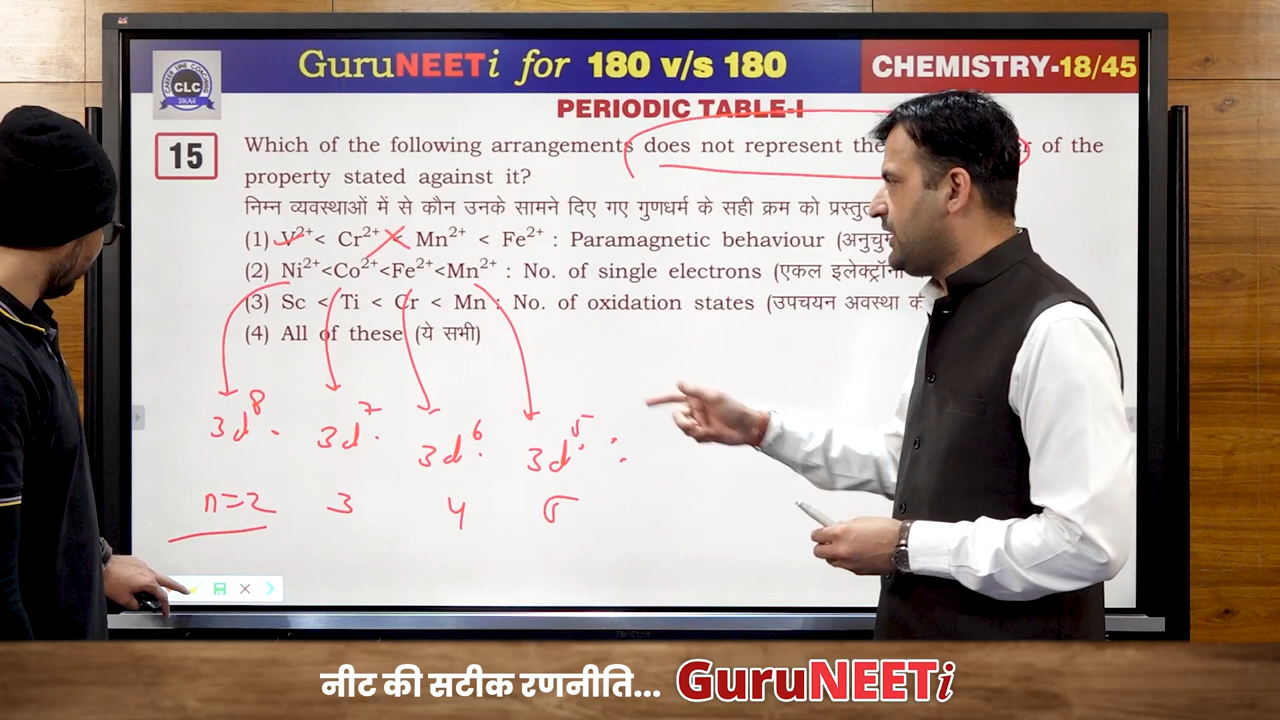 GuruNEETi for 180 v/s 180
CHEMISTRY-18/45
CAREER LINE COACHING
CLC
SIKAR
PERIODIC TABLE-I
15
Which of the following arrangements does not represent the of the
property stated against it?
निम्न व्यवस्थाओं में से कौन उनके सामने दिए गए गुणधर्म के सही क्रम को
(1) V²⁺< Cr²⁺ < Mn²⁺ < Fe²⁺ : Paramagnetic behaviour
(2) Ni²⁺<Co²⁺<Fe²⁺<Mn²⁺ : No. of single electrons (एकल
(3) Sc < Ti < Cr < Mn : No. of oxidation states (उपचयन अवस्था
(4) All of these (ये सभी)
3d⁸ 3d⁷ 3d⁶ 3d⁵
n=2 3 4 5
नीट की सटीक रणनीति... GuruNEETi